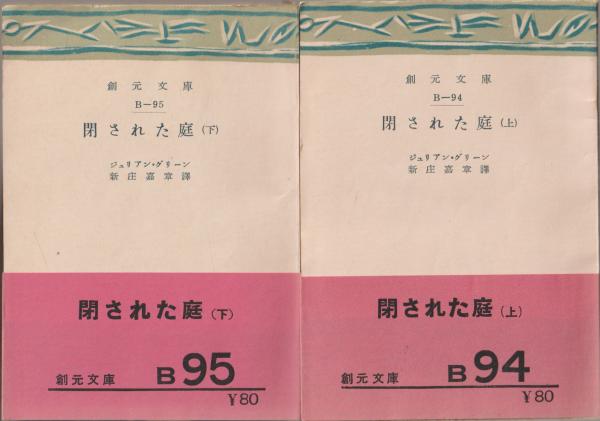 創元文庫
B—95
閉された庭(下)
ジュリアン・グリーン
新庄嘉章譯
閉された庭(下)
創元文庫 B 95
¥80
創元文庫
B—94
閉された庭(上)
ジュリアン・グリーン
新庄嘉章譯
閉された庭(上)
創元文庫 B 94
¥80